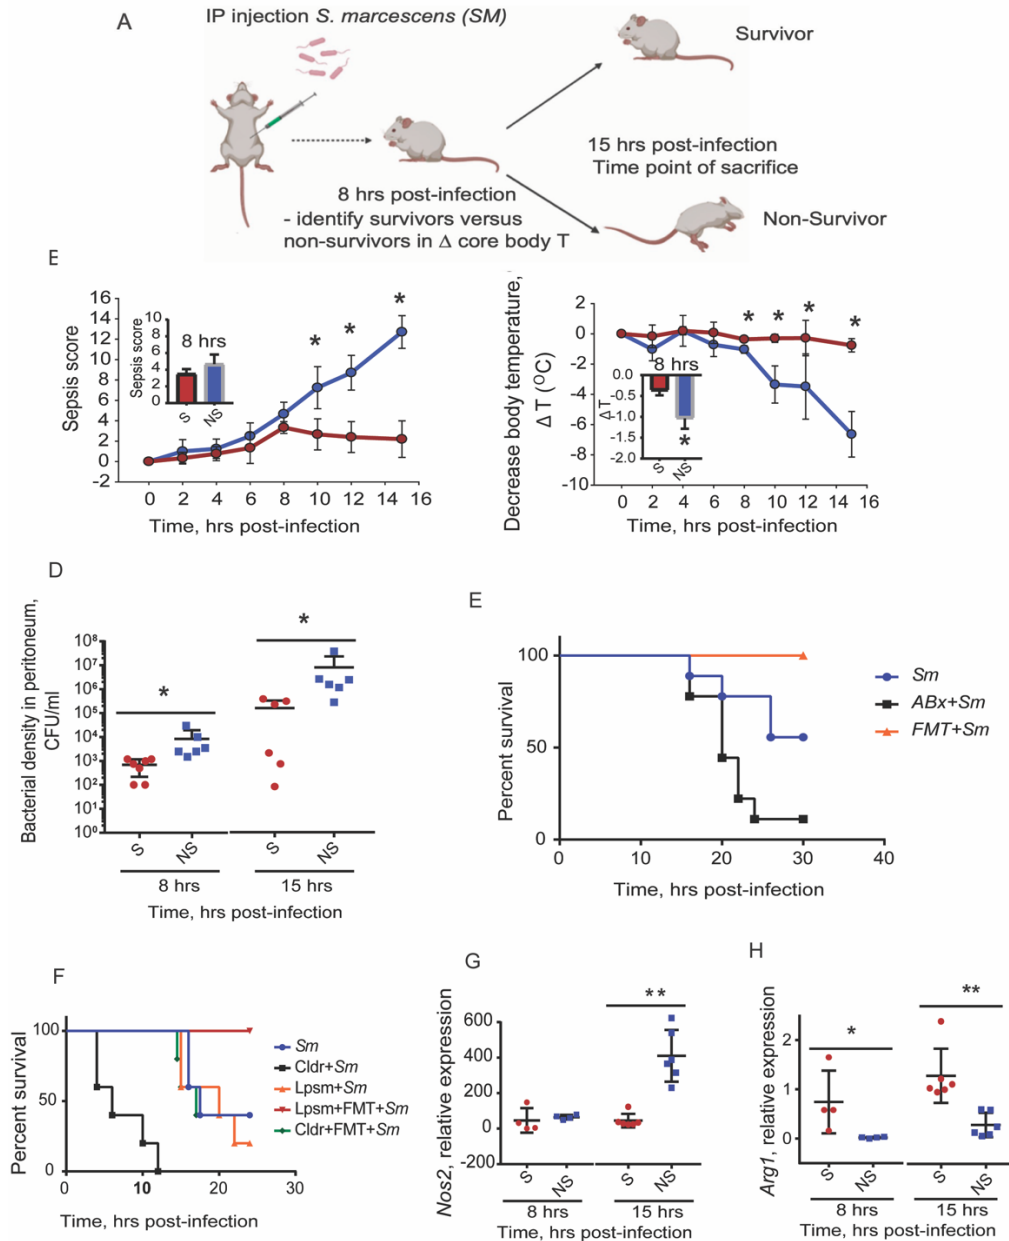 A
IP injection S. marcescens (SM)
Survivor
15 hrs post-infection
Time point of sacrifice
8 hrs post-infection
- identify survivors versus
non-survivors in Δ core body T
Non-Survivor
Sepsis score
16
14
12
10
8
6
4
2
0
-2
Sepsis score
10
8
6
4
2
0
8 hrs
S
NS
*
*
*
0 2 4 6 8 10 12 14 16
Time, hrs post-infection
Decrease body temperature,
Δ T (⁰C)
2
0
-2
-4
-6
-8
-10
* * * *
8 hrs
ΔT
0.0
-0.5
-1.0
-1.5
-2.0
*
S
NS
0 2 4 6 8 10 12 14 16
Time, hrs post-infection
D
Bacterial density in peritoneum,
CFU/ml
10⁸
10⁷
10⁶
10⁵
10⁴
10³
10²
10¹
10⁰
*
*
S NS S NS
8 hrs 15 hrs
Time, hrs post-infection
E
Percent survival
100
50
0
0 10 20 30 40
Time, hrs post-infection
Sm
ABx+Sm
FMT+Sm
F
Percent survival
100
50
0
0 10 20 30
Time, hrs post-infection
Sm
Cldr+Sm
Lpsm+Sm
Lpsm+FMT+Sm
Cldr+FMT+Sm
G
Nos2, relative expression
600
400
200
0
-200
**
S NS S NS
8 hrs 15 hrs
Time, hrs post-infection
H
Arg1, relative expression
2
1
0
*
**
S NS S NS
8 hrs 15 hrs
Time, hrs post-infection